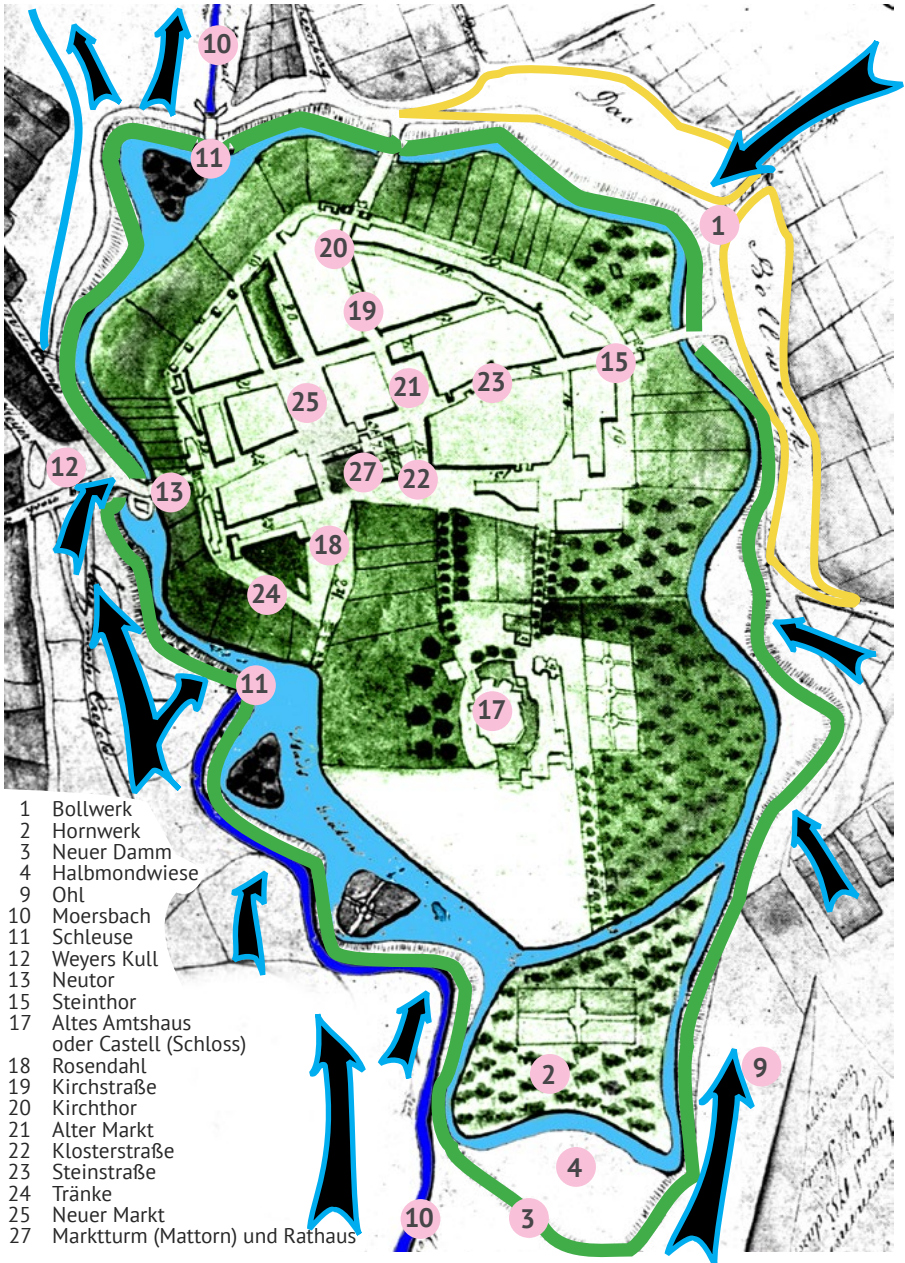 10
Das
11
1
Bollwerk
20
19
15
21
23
25
12
27
22
13
18
24
11
17
1 Bollwerk
2 Hornwerk
3 Neuer Damm
4 Halbmondwiese
9 Ohl
10 Moersbach
11 Schleuse
12 Weyers Kull
13 Neutor
15 Steinthor
17 Altes Amtshaus
oder Castell (Schloss)
18 Rosendahl
19 Kirchstraße
20 Kirchthor
21 Alter Markt
22 Klosterstraße
23 Steinstraße
24 Tränke
25 Neuer Markt
27 Marktturm (Mattorn) und Rathaus
2
9
4
10
3